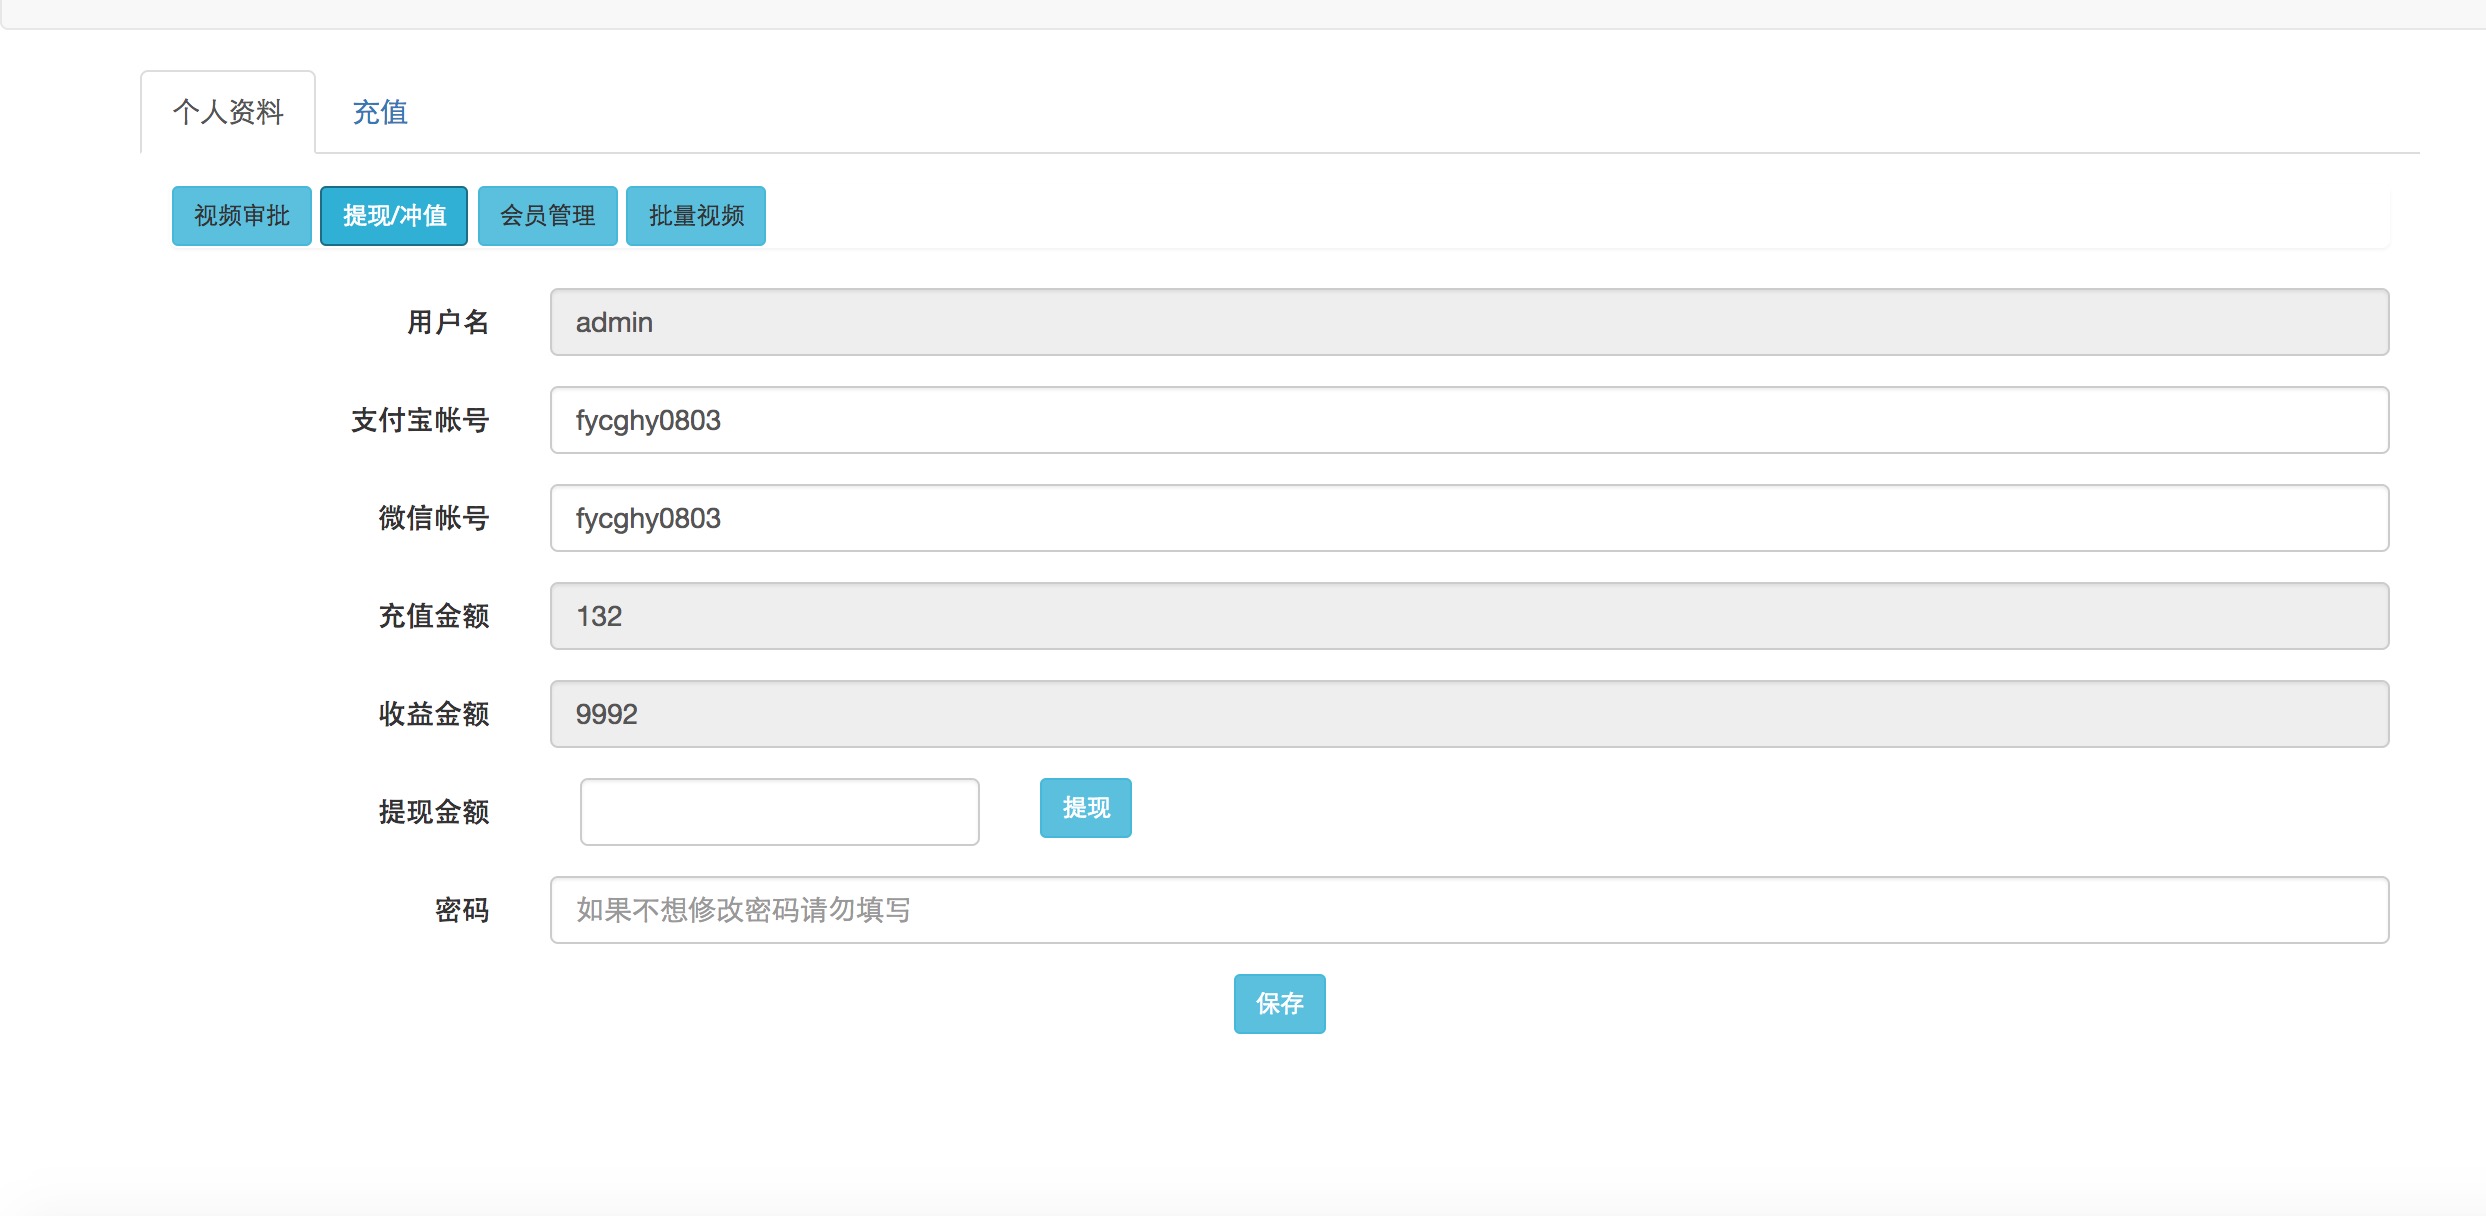 个人资料 充值
视频审批 提现/冲值 会员管理 批量视频
用户名 admin
支付宝帐号 fycghy0803
微信帐号 fycghy0803
充值金额 132
收益金额 9992
提现金额 提现
密码 如果不想修改密码请勿填写
保存